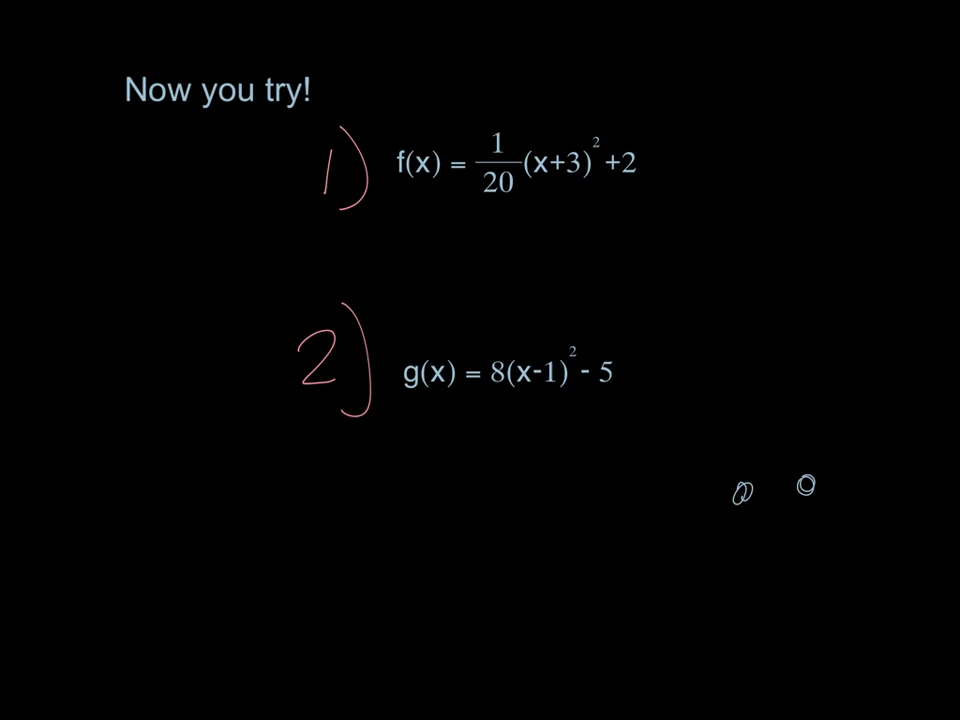 Now you try!
1) f(x) = 1/20 (x+3)² +2
2) g(x) = 8(x-1)² - 5